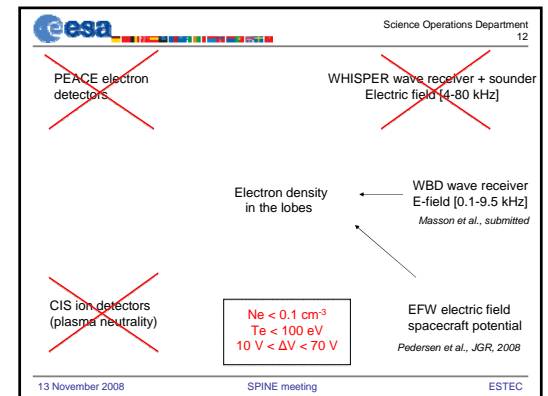 esa
Science Operations Department
12
PEACE electron
detectors
WHISPER wave receiver + sounder
Electric field [4-80 kHz]
Electron density
in the lobes
WBD wave receiver
E-field [0.1-9.5 kHz]
Masson et al., submitted
CIS ion detectors
(plasma neutrality)
Ne < 0.1 cm-3
Te < 100 eV
10 V < ΔV < 70 V
EFW electric field
spacecraft potential
Pedersen et al., JGR, 2008
13 November 2008
SPINE meeting
ESTEC